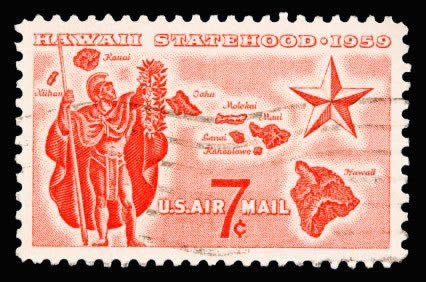 HAWAII STATEHOOD · 1959
Kauai
Niihau
Oahu
Molokai
Maui
Lanai
Kahoolawe
Hawaii
7¢
U.S. AIR MAIL